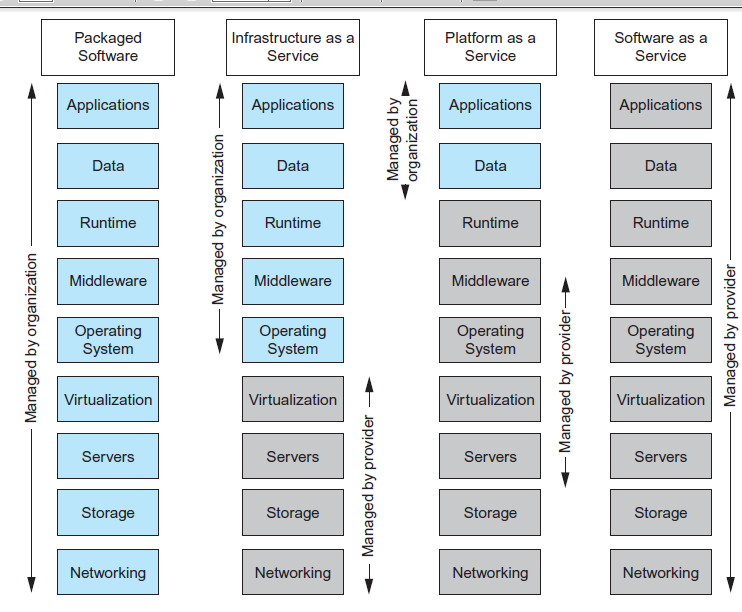 Packaged
Software
Infrastructure as a
Service
Platform as a
Service
Software as a
Service
Applications
Applications
Applications
Applications
Data
Data
Data
Data
Runtime
Runtime
Runtime
Runtime
Middleware
Middleware
Middleware
Middleware
Operating
System
Operating
System
Operating
System
Operating
System
Virtualization
Virtualization
Virtualization
Virtualization
Servers
Servers
Servers
Servers
Storage
Storage
Storage
Storage
Networking
Networking
Networking
Networking
Managed by organization
Managed by organization
Managed by provider
Managed by
organization
Managed by provider
Managed by provider